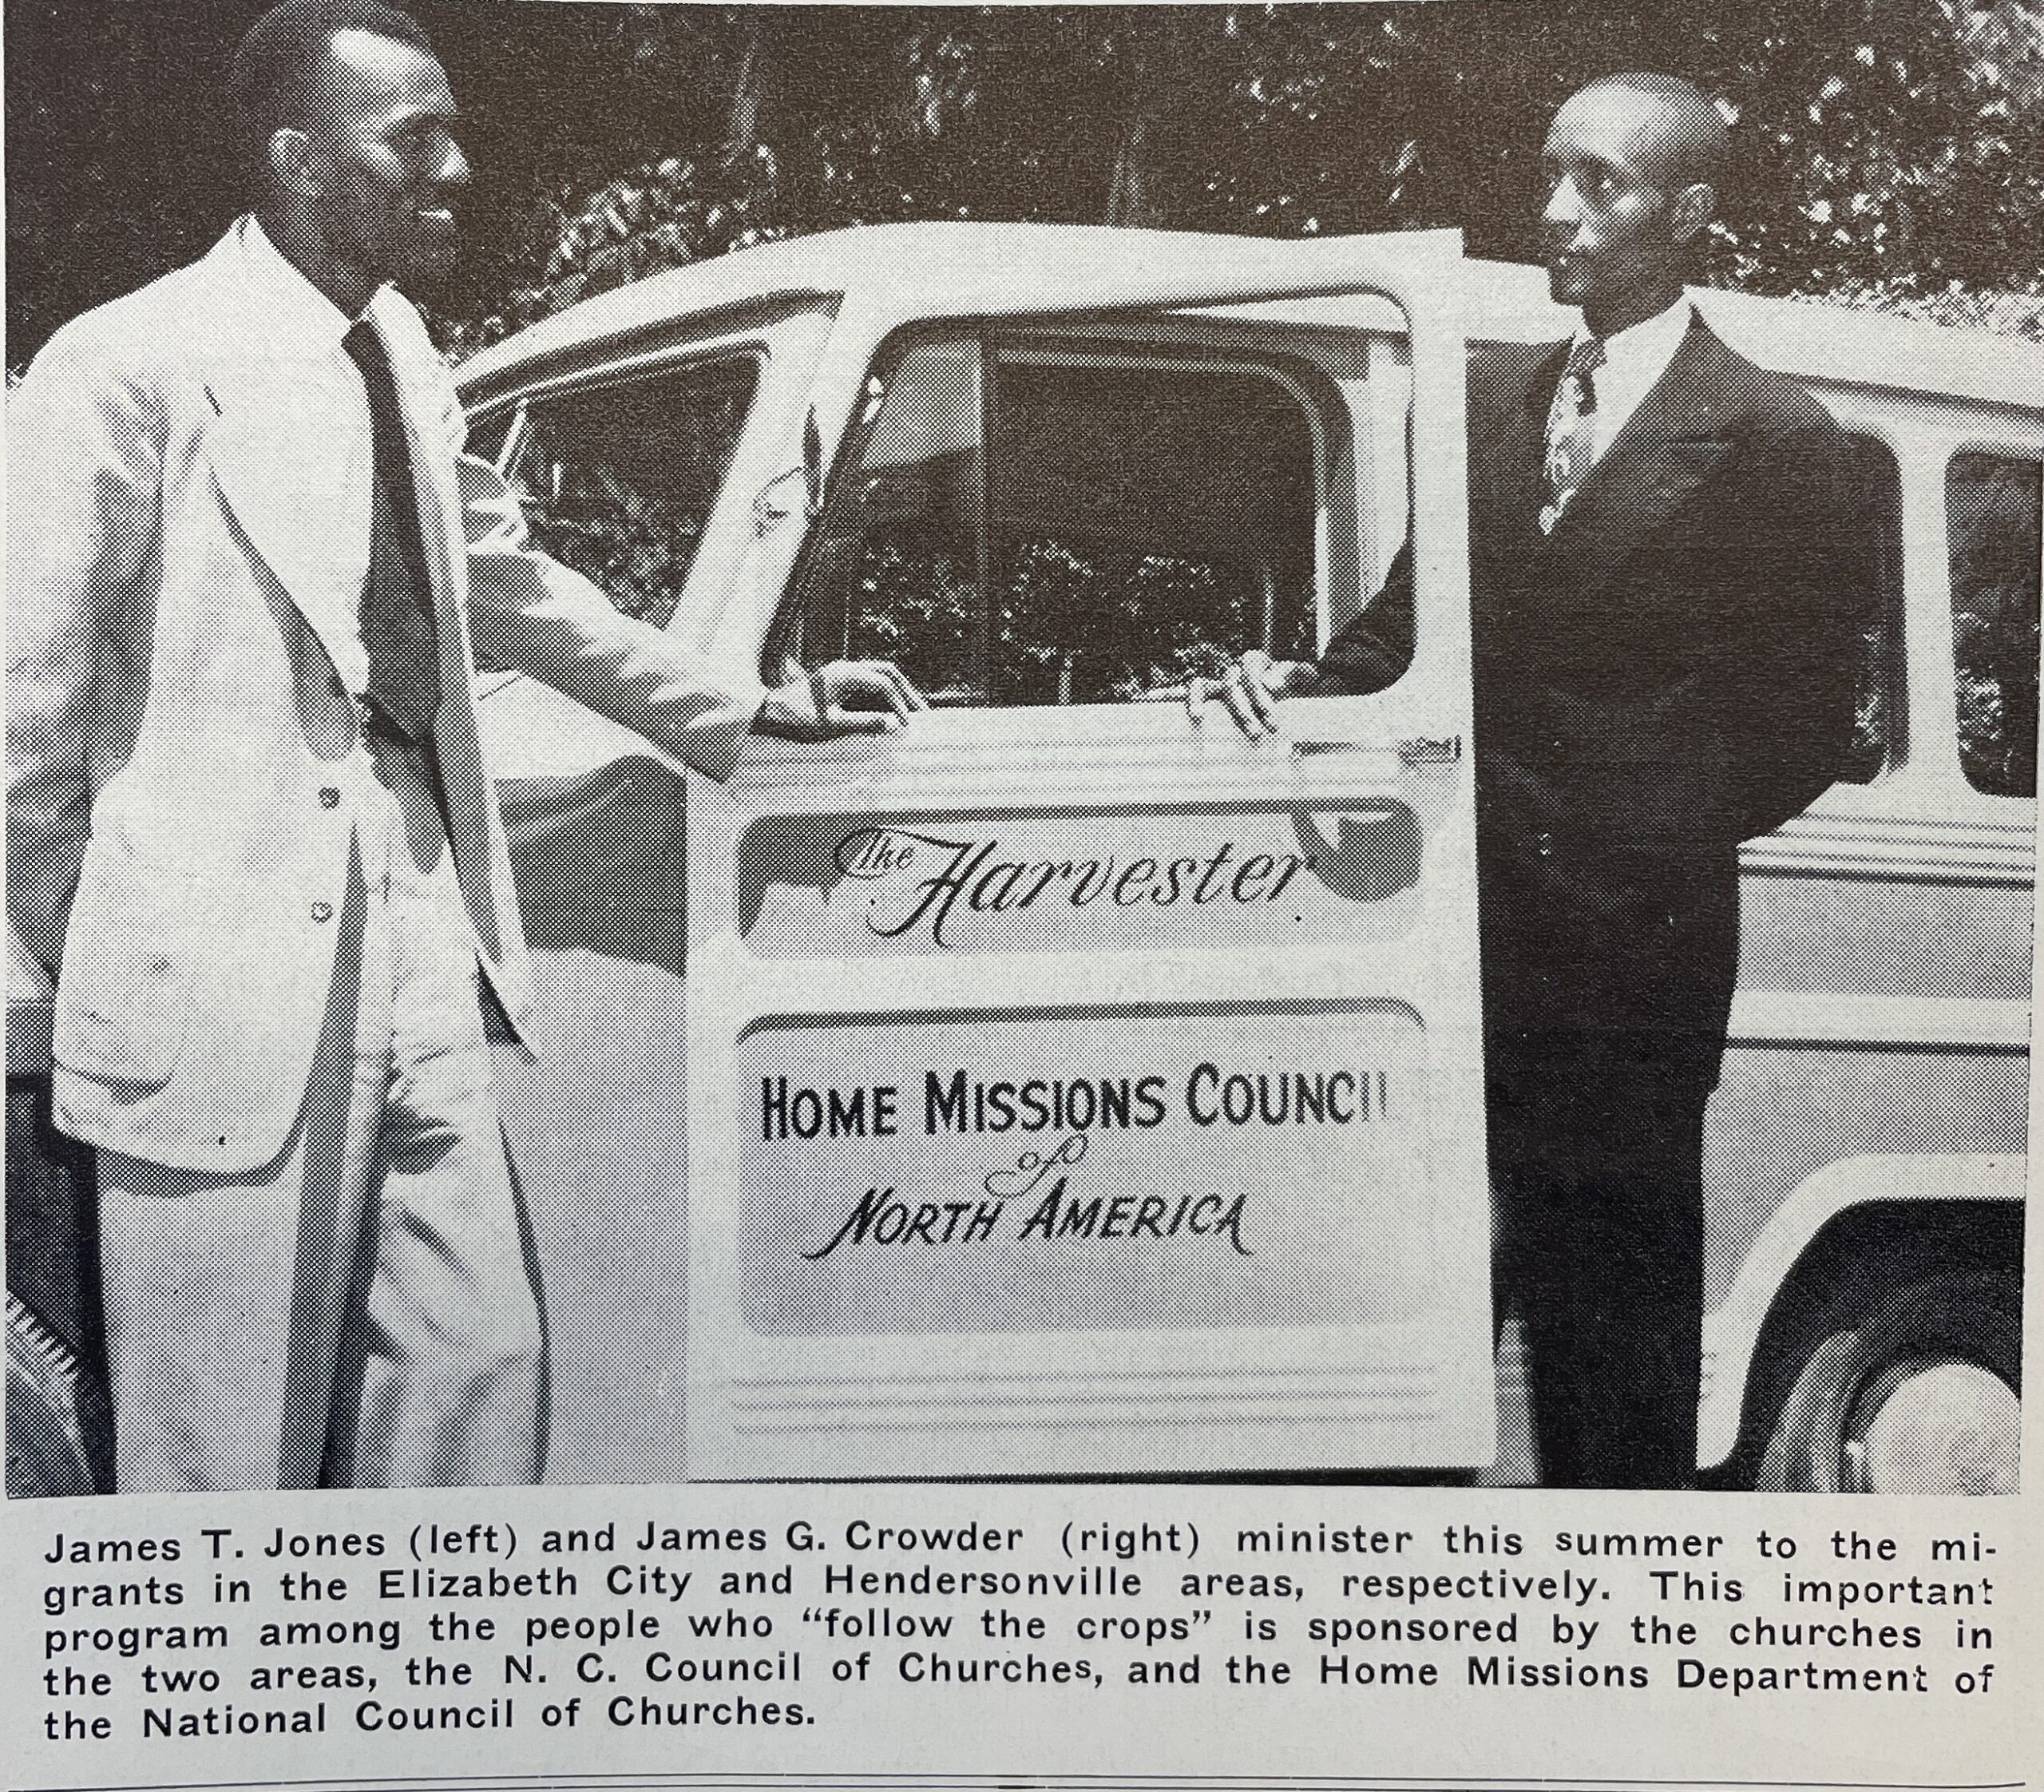 The Harvester
HOME MISSIONS COUNCIL
of
NORTH AMERICA
James T. Jones (left) and James G. Crowder (right) minister this summer to the mi-
grants in the Elizabeth City and Hendersonville areas, respectively. This important
program among the people who “follow the crops” is sponsored by the churches in
the two areas, the N. C. Council of Churches, and the Home Missions Department of
the National Council of Churches.